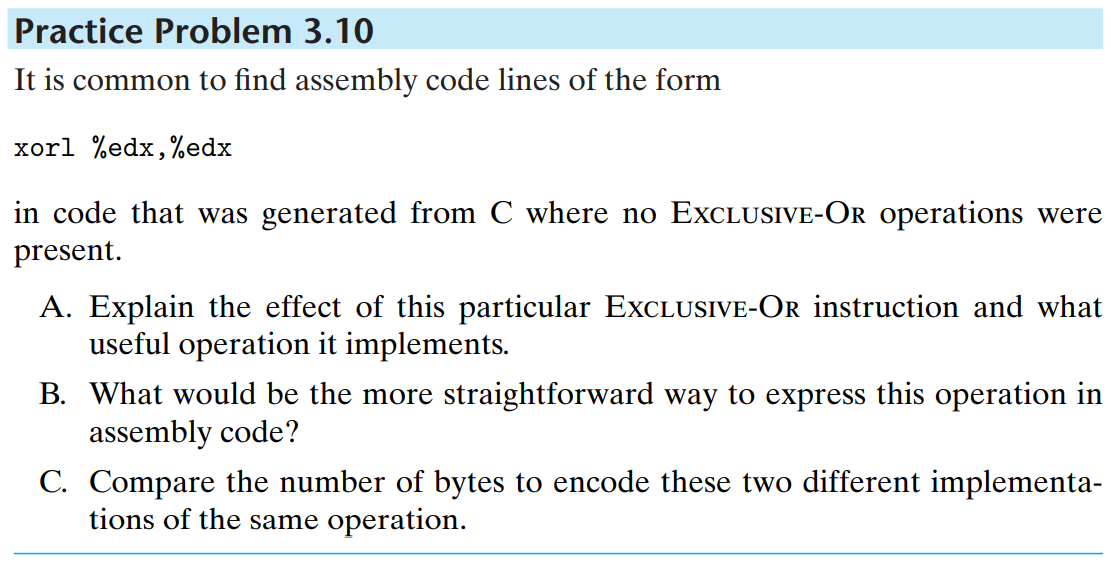 Practice Problem 3.10
It is common to find assembly code lines of the form
xorl %edx,%edx
in code that was generated from C where no EXCLUSIVE-OR operations were
present.
A. Explain the effect of this particular EXCLUSIVE-OR instruction and what
useful operation it implements.
B. What would be the more straightforward way to express this operation in
assembly code?
C. Compare the number of bytes to encode these two different implementa-
tions of the same operation.